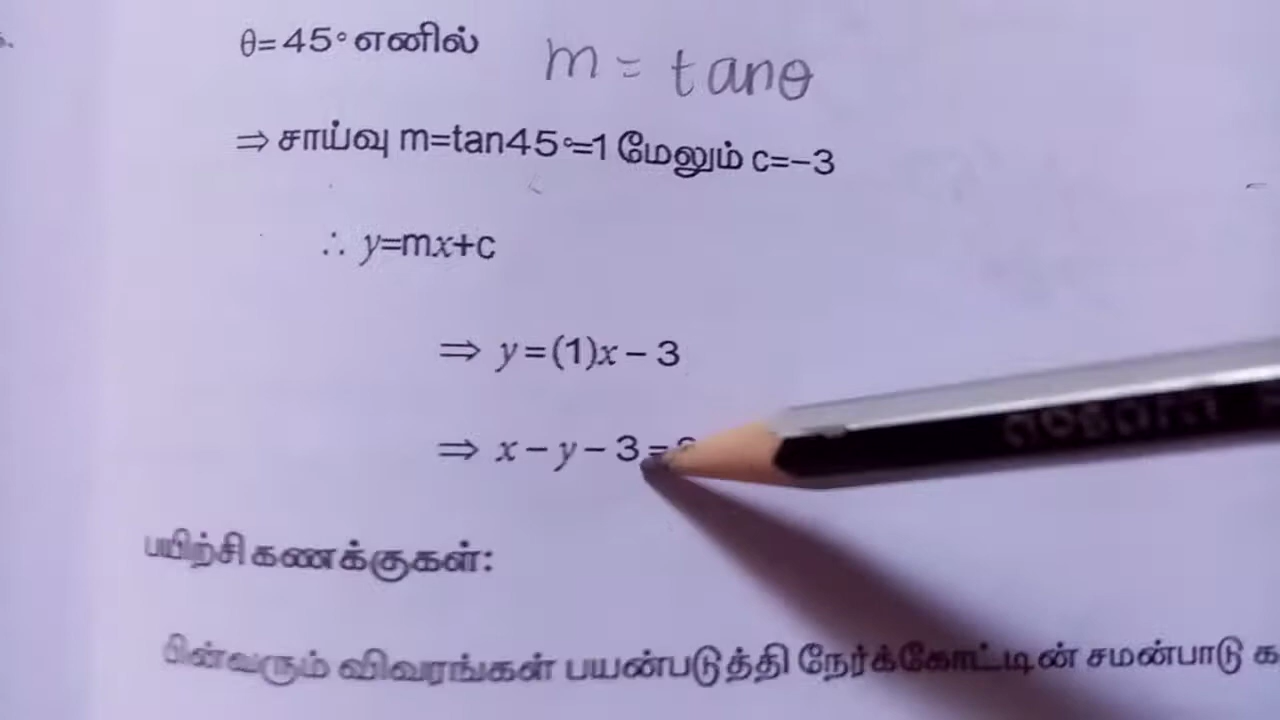 θ=45° எனில் m = tanθ
⇒ சாய்வு m=tan45°=1 மேலும் c=−3
∴ y=mx+c
⇒ y=(1)x−3
⇒ x−y−3=
பயிற்சி கணக்குகள்:
பின்வரும் விவரங்கள் பயன்படுத்தி நேர்க்கோட்டின் சமன்பாடு